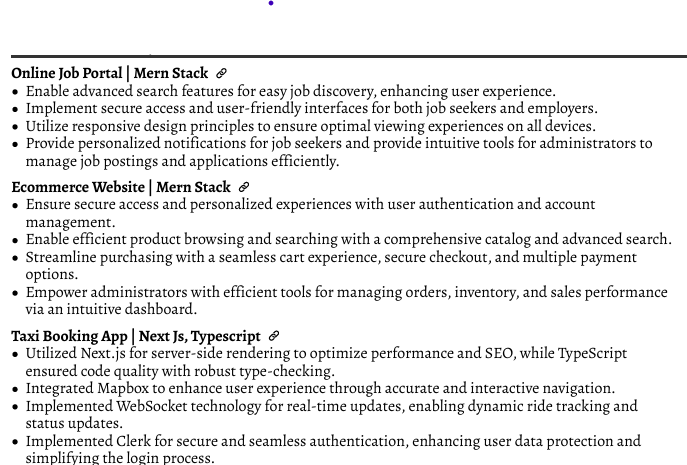 Online Job Portal | Mern Stack
• Enable advanced search features for easy job discovery, enhancing user experience.
• Implement secure access and user-friendly interfaces for both job seekers and employers.
• Utilize responsive design principles to ensure optimal viewing experiences on all devices.
• Provide personalized notifications for job seekers and provide intuitive tools for administrators to
manage job postings and applications efficiently.
Ecommerce Website | Mern Stack
• Ensure secure access and personalized experiences with user authentication and account
management.
• Enable efficient product browsing and searching with a comprehensive catalog and advanced search.
• Streamline purchasing with a seamless cart experience, secure checkout, and multiple payment
options.
• Empower administrators with efficient tools for managing orders, inventory, and sales performance
via an intuitive dashboard.
Taxi Booking App | Next Js, Typescript
• Utilized Next.js for server-side rendering to optimize performance and SEO, while TypeScript
ensured code quality with robust type-checking.
• Integrated Mapbox to enhance user experience through accurate and interactive navigation.
• Implemented WebSocket technology for real-time updates, enabling dynamic ride tracking and
status updates.
• Implemented Clerk for secure and seamless authentication, enhancing user data protection and
simplifying the login process.